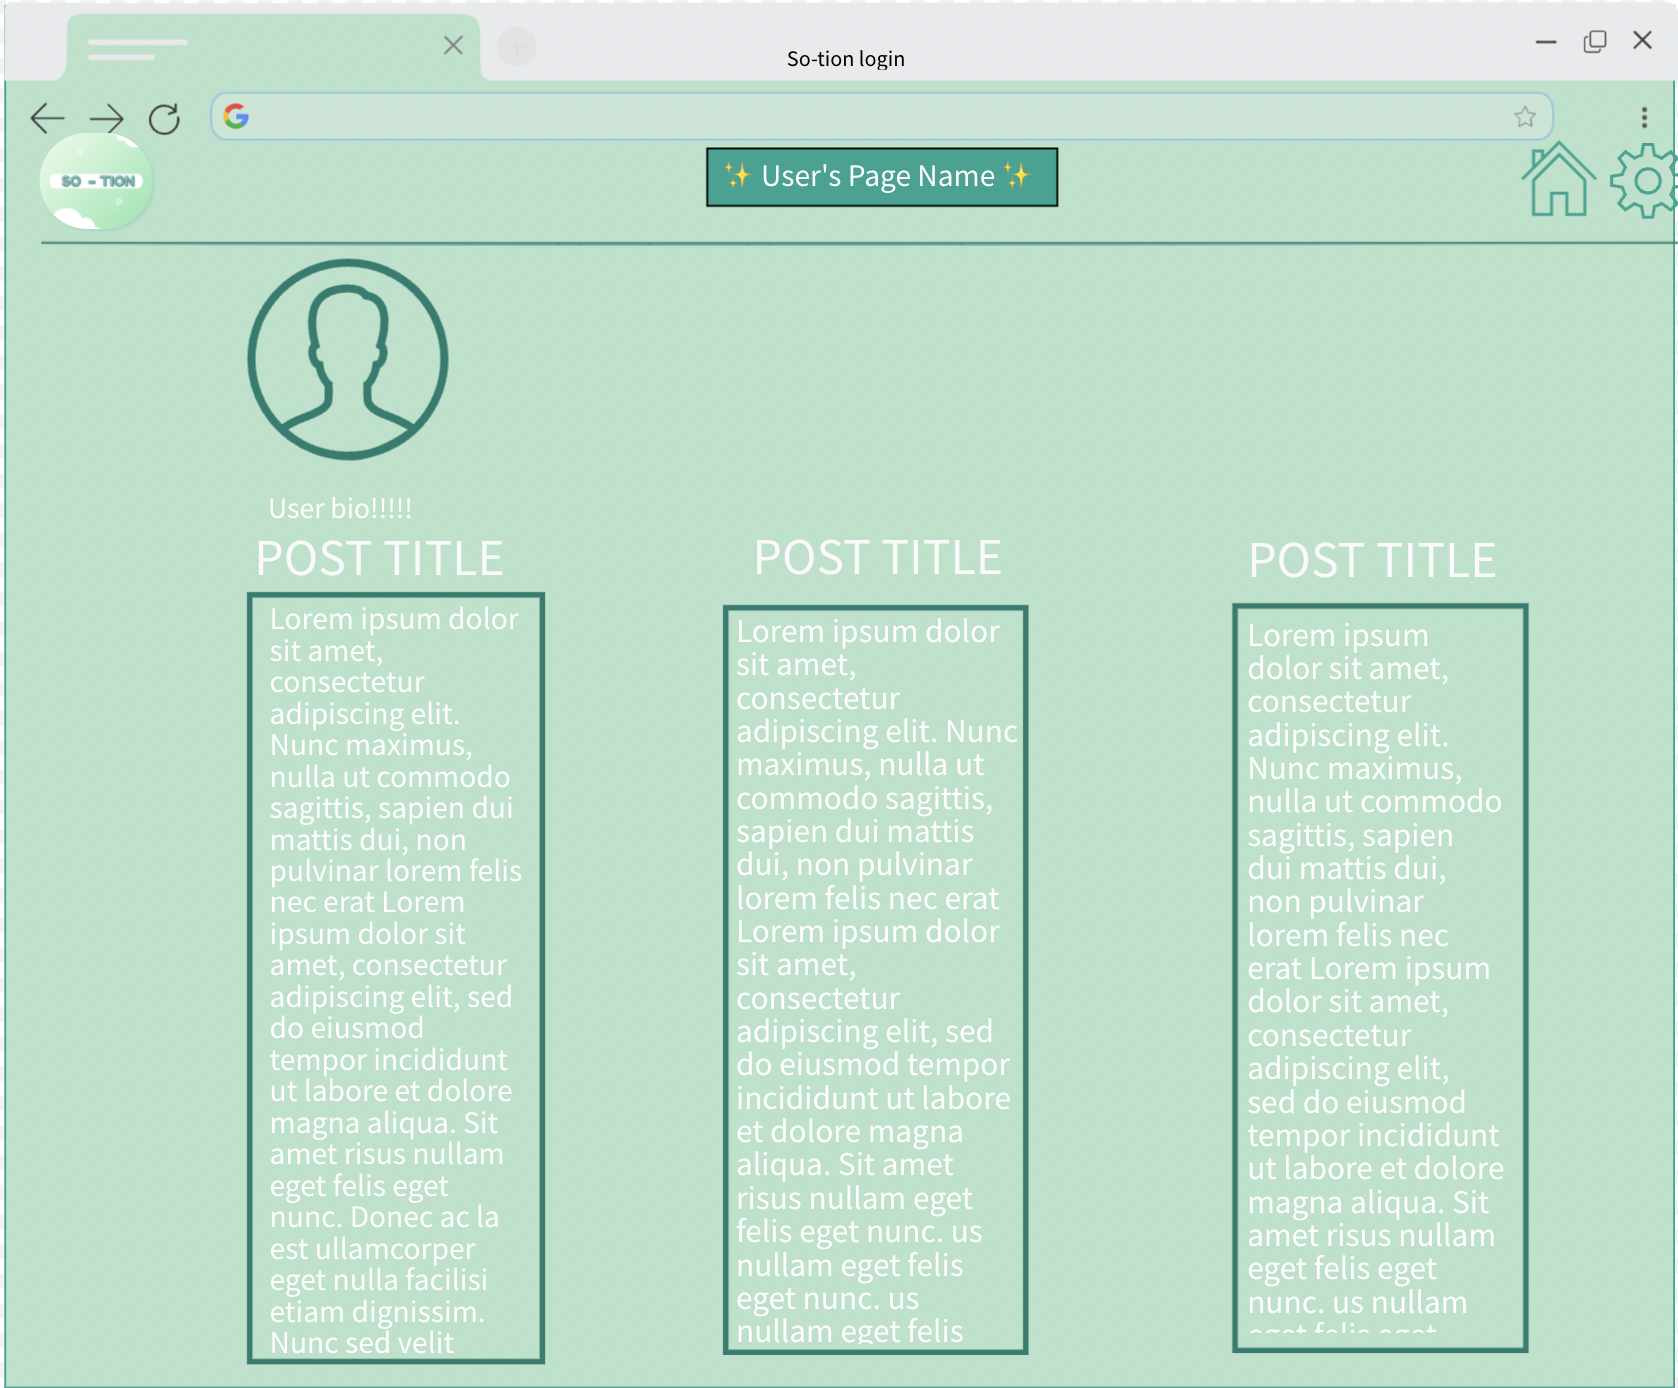 So-tion login
SO - TION
✨ User's Page Name ✨
User bio!!!!!
POST TITLE
Lorem ipsum dolor
sit amet,
consectetur
adipiscing elit.
Nunc maximus,
nulla ut commodo
sagittis, sapien dui
mattis dui, non
pulvinar lorem felis
nec erat Lorem
ipsum dolor sit
amet, consectetur
adipiscing elit, sed
do eiusmod
tempor incididunt
ut labore et dolore
magna aliqua. Sit
amet risus nullam
eget felis eget
nunc. Donec ac la
est ullamcorper
eget nulla facilisi
etiam dignissim.
Nunc sed velit
POST TITLE
Lorem ipsum dolor
sit amet,
consectetur
adipiscing elit. Nunc
maximus, nulla ut
commodo sagittis,
sapien dui mattis
dui, non pulvinar
lorem felis nec erat
Lorem ipsum dolor
sit amet,
consectetur
adipiscing elit, sed
do eiusmod tempor
incididunt ut labore
et dolore magna
aliqua. Sit amet
risus nullam eget
felis eget nunc. us
nullam eget felis
eget nunc. us
nullam eget felis
POST TITLE
Lorem ipsum
dolor sit amet,
consectetur
adipiscing elit.
Nunc maximus,
nulla ut commodo
sagittis, sapien
dui mattis dui,
non pulvinar
lorem felis nec
erat Lorem ipsum
dolor sit amet,
consectetur
adipiscing elit,
sed do eiusmod
tempor incididunt
ut labore et dolore
magna aliqua. Sit
amet risus nullam
eget felis eget
nunc. us nullam
eget felis eget